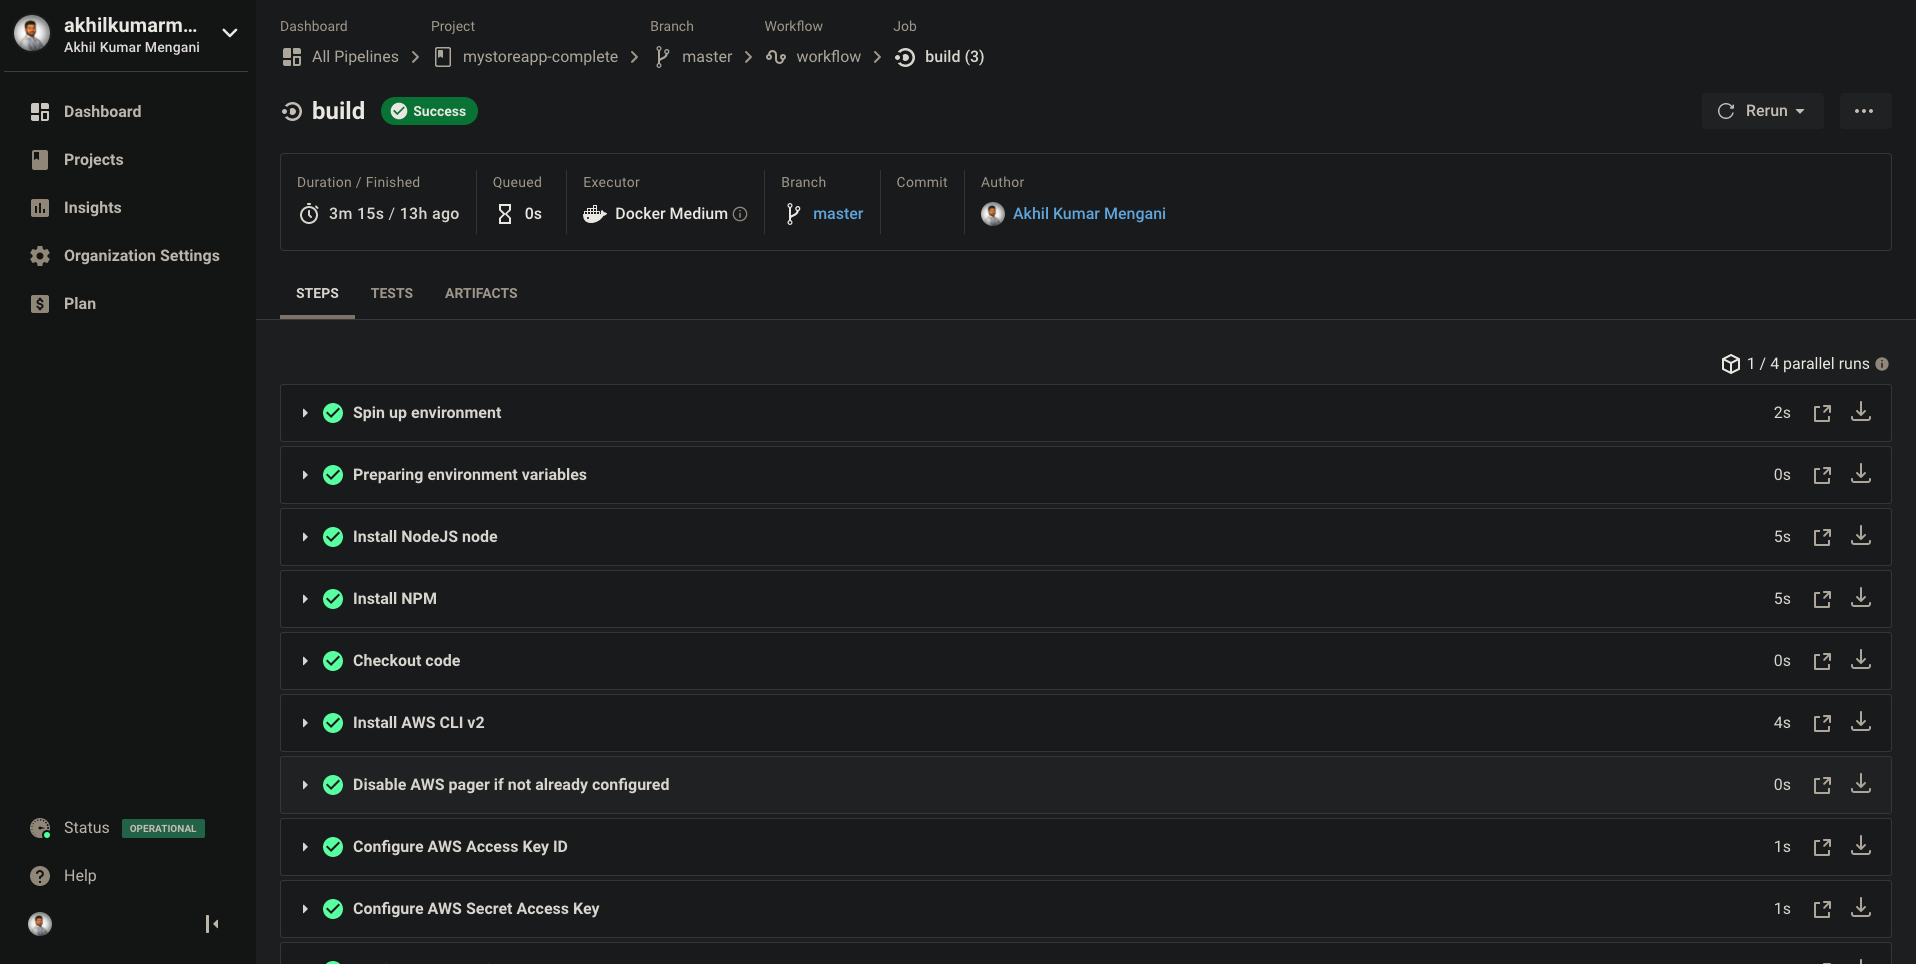 akhilkumarm...
Akhil Kumar Mengani
Dashboard
Projects
Insights
Organization Settings
Plan
Status OPERATIONAL
Help
Dashboard Project Branch Workflow Job
All Pipelines mystoreapp-complete master workflow build (3)
build Success
Rerun
Duration / Finished Queued Executor Branch Commit Author
3m 15s / 13h ago 0s Docker Medium master Akhil Kumar Mengani
STEPS TESTS ARTIFACTS
1 / 4 parallel runs
Spin up environment 2s
Preparing environment variables 0s
Install NodeJS node 5s
Install NPM 5s
Checkout code 0s
Install AWS CLI v2 4s
Disable AWS pager if not already configured 0s
Configure AWS Access Key ID 1s
Configure AWS Secret Access Key 1s